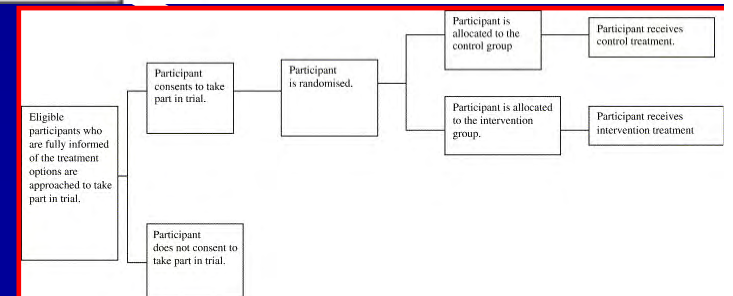 Eligible
participants who
are fully informed
of the treatment
options are
approached to take
part in trial.
Participant
consents to take
part in trial.
Participant
does not consent to
take part in trial.
Participant
is randomised.
Participant is
allocated to the
control group
Participant receives
control treatment.
Participant is allocated
to the intervention
group.
Participant receives
intervention treatment